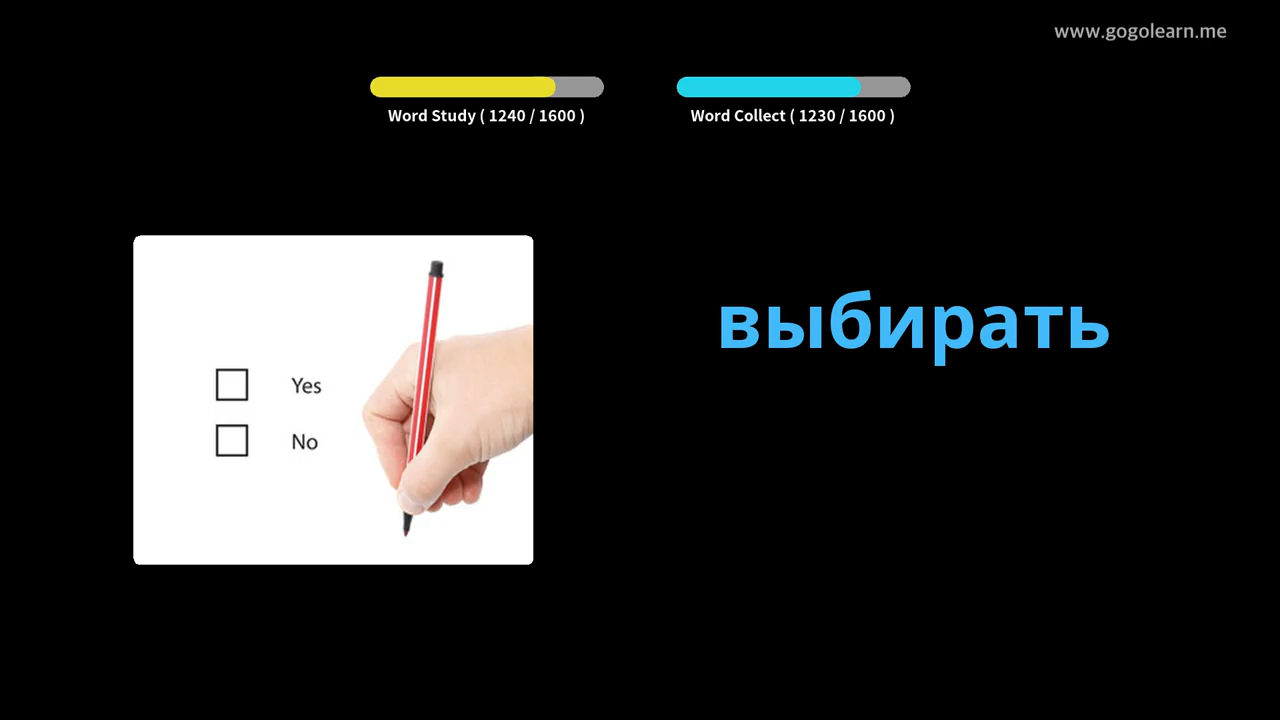 www.gogolearn.me
Word Study ( 1240 / 1600 )
Word Collect ( 1230 / 1600 )
выбирать
Yes
No